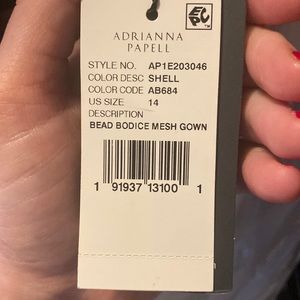 EPC™
ADRIANNA
PAPELL
STYLE NO. AP1E203046
COLOR DESC SHELL
COLOR CODE AB684
US SIZE 14
DESCRIPTION
BEAD BODICE MESH GOWN
1 91937 13100 1